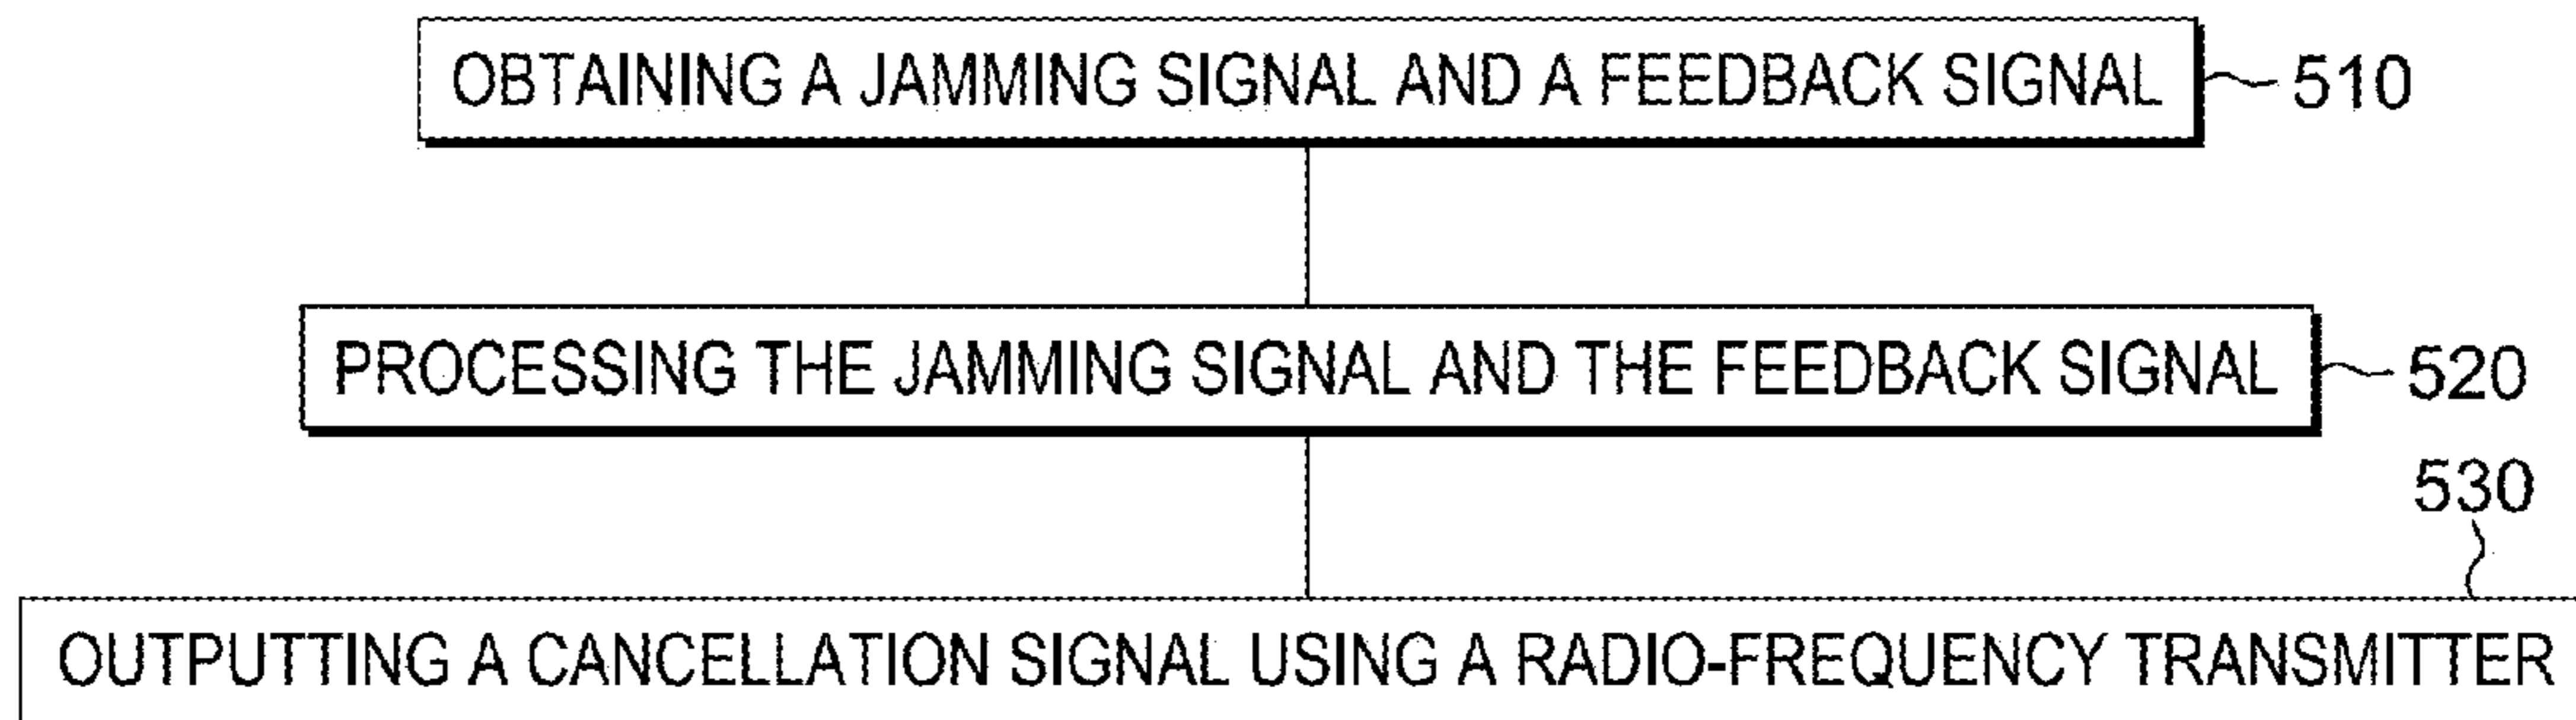 OBTAINING A JAMMING SIGNAL AND A FEEDBACK SIGNAL 510
PROCESSING THE JAMMING SIGNAL AND THE FEEDBACK SIGNAL 520
530
OUTPUTTING A CANCELLATION SIGNAL USING A RADIO-FREQUENCY TRANSMITTER